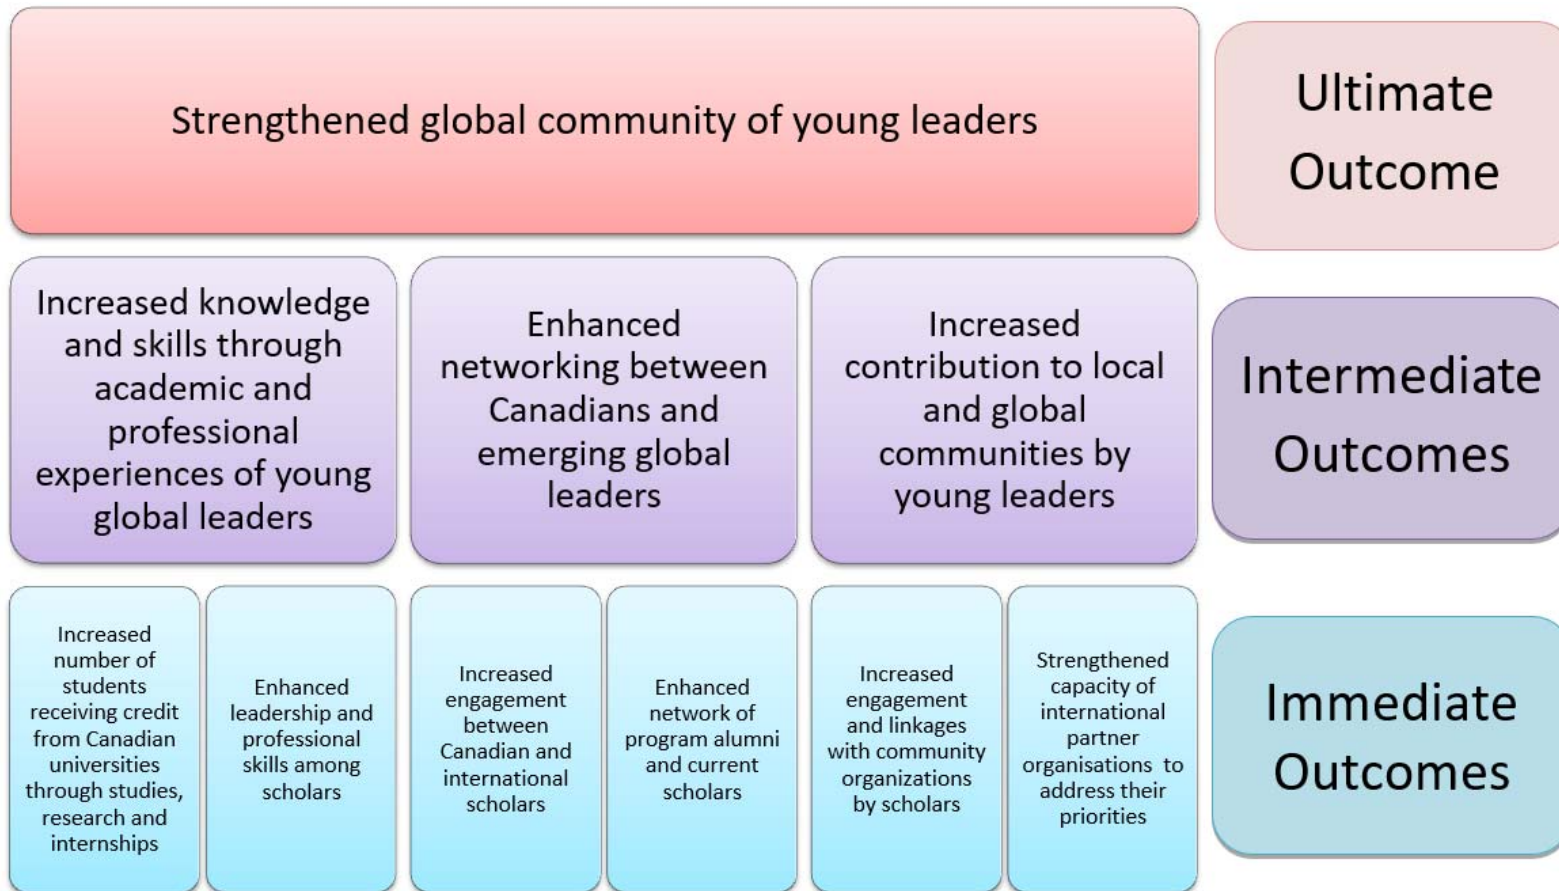 Strengthened global community of young leaders
Ultimate
Outcome
Increased knowledge
and skills through
academic and
professional
experiences of young
global leaders
Enhanced
networking between
Canadians and
emerging global
leaders
Increased
contribution to local
and global
communities by
young leaders
Intermediate
Outcomes
Increased
number of
students
receiving credit
from Canadian
universities
through studies,
research and
internships
Enhanced
leadership and
professional
skills among
scholars
Increased
engagement
between
Canadian and
international
scholars
Enhanced
network of
program alumni
and current
scholars
Increased
engagement
and linkages
with community
organizations
by scholars
Strengthened
capacity of
international
partner
organisations to
address their
priorities
Immediate
Outcomes